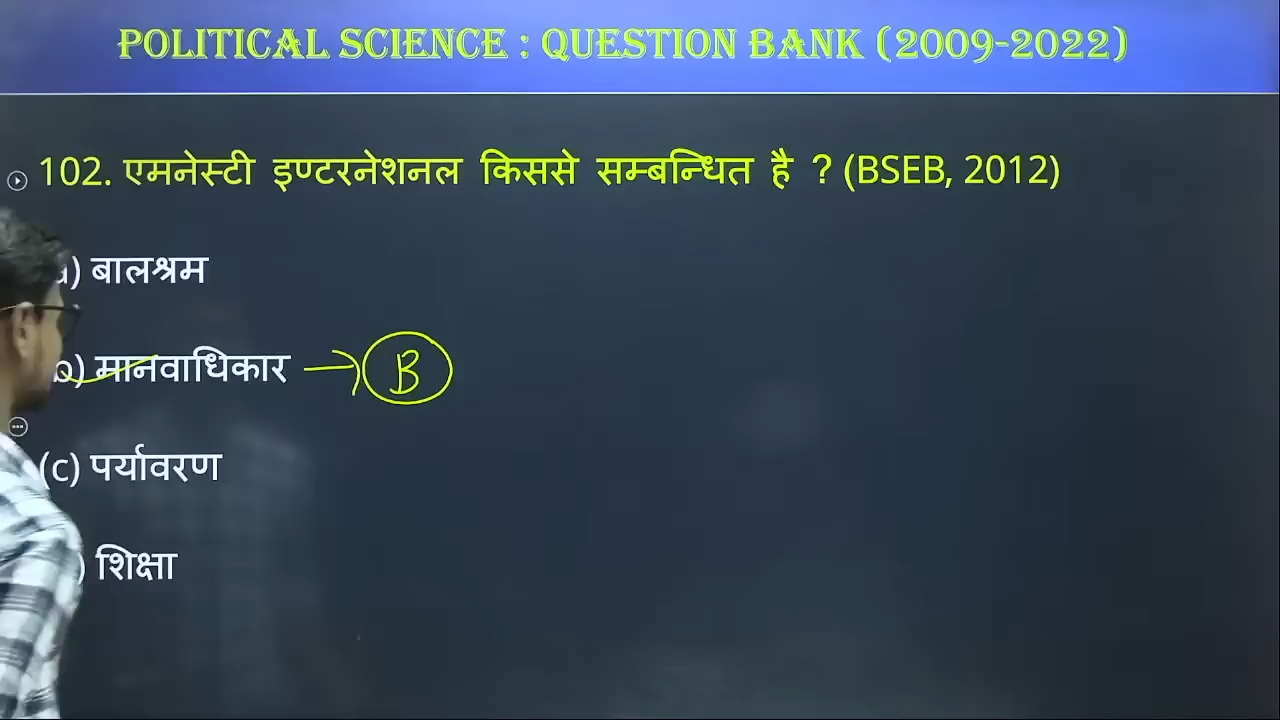 POLITICAL SCIENCE : QUESTION BANK (2009-2022)
102. एमनेस्टी इण्टरनेशनल किससे सम्बन्धित है ? (BSEB, 2012)
) बालश्रम
b) मानवाधिकार → B
(c) पर्यावरण
) शिक्षा